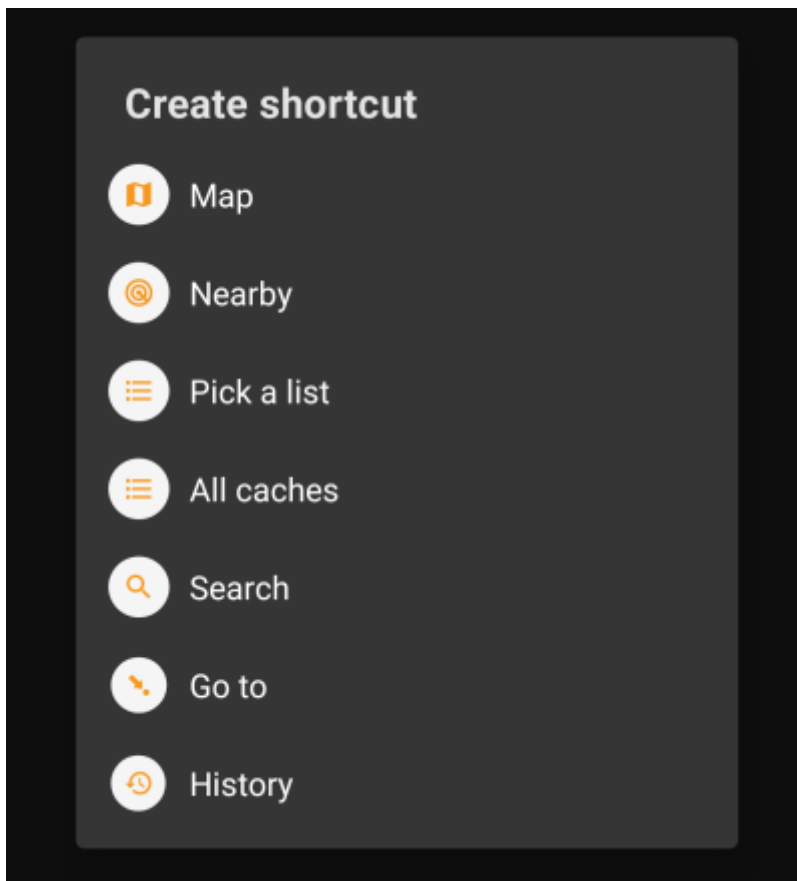 Create shortcut
Map
Nearby
Pick a list
All caches
Search
Go to
History